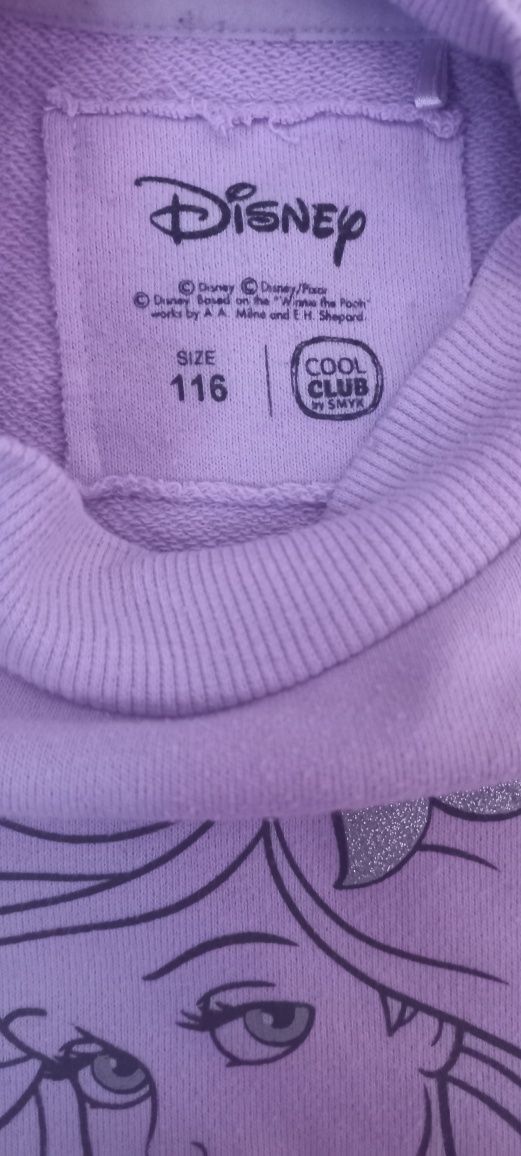 Disney
© Disney © Disney/Pixar
© Disney Based on the "Winnie the Pooh"
works by A. A. Milne and E. H. Shepard.
SIZE
116
COOL
CLUB
BY SMYK